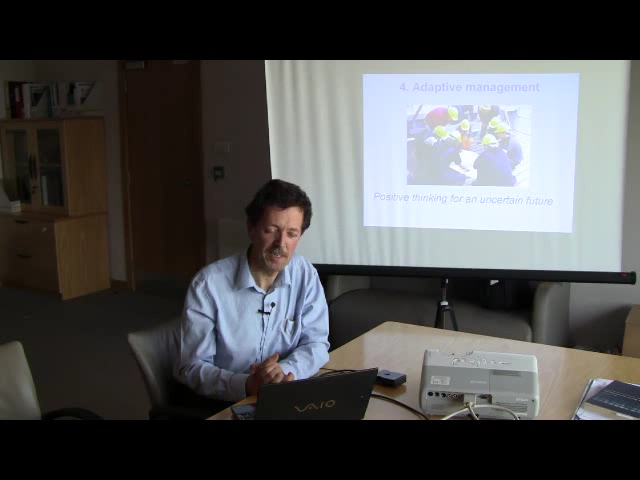 4. Adaptive management
Positive thinking for an uncertain future
VAIO